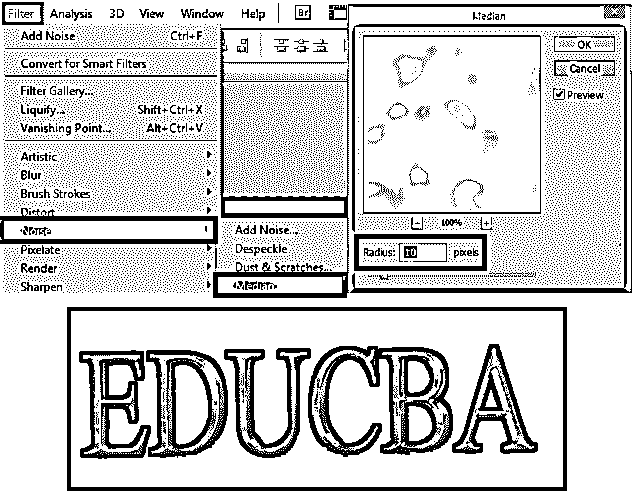 Filter Analysis 3D View Window Help Br
Add Noise Ctrl+F
Convert for Smart Filters
Filter Gallery...
Liquify... Shift+Ctrl+X
Vanishing Point... Alt+Ctrl+V
Artistic
Blur
Brush Strokes
Distort
Noise
Pixelate
Render
Sharpen
Add Noise...
Despeckle
Dust & Scratches...
Median
Median
OK
Cancel
Preview
100%
Radius: 10 pixels
EDUCBA